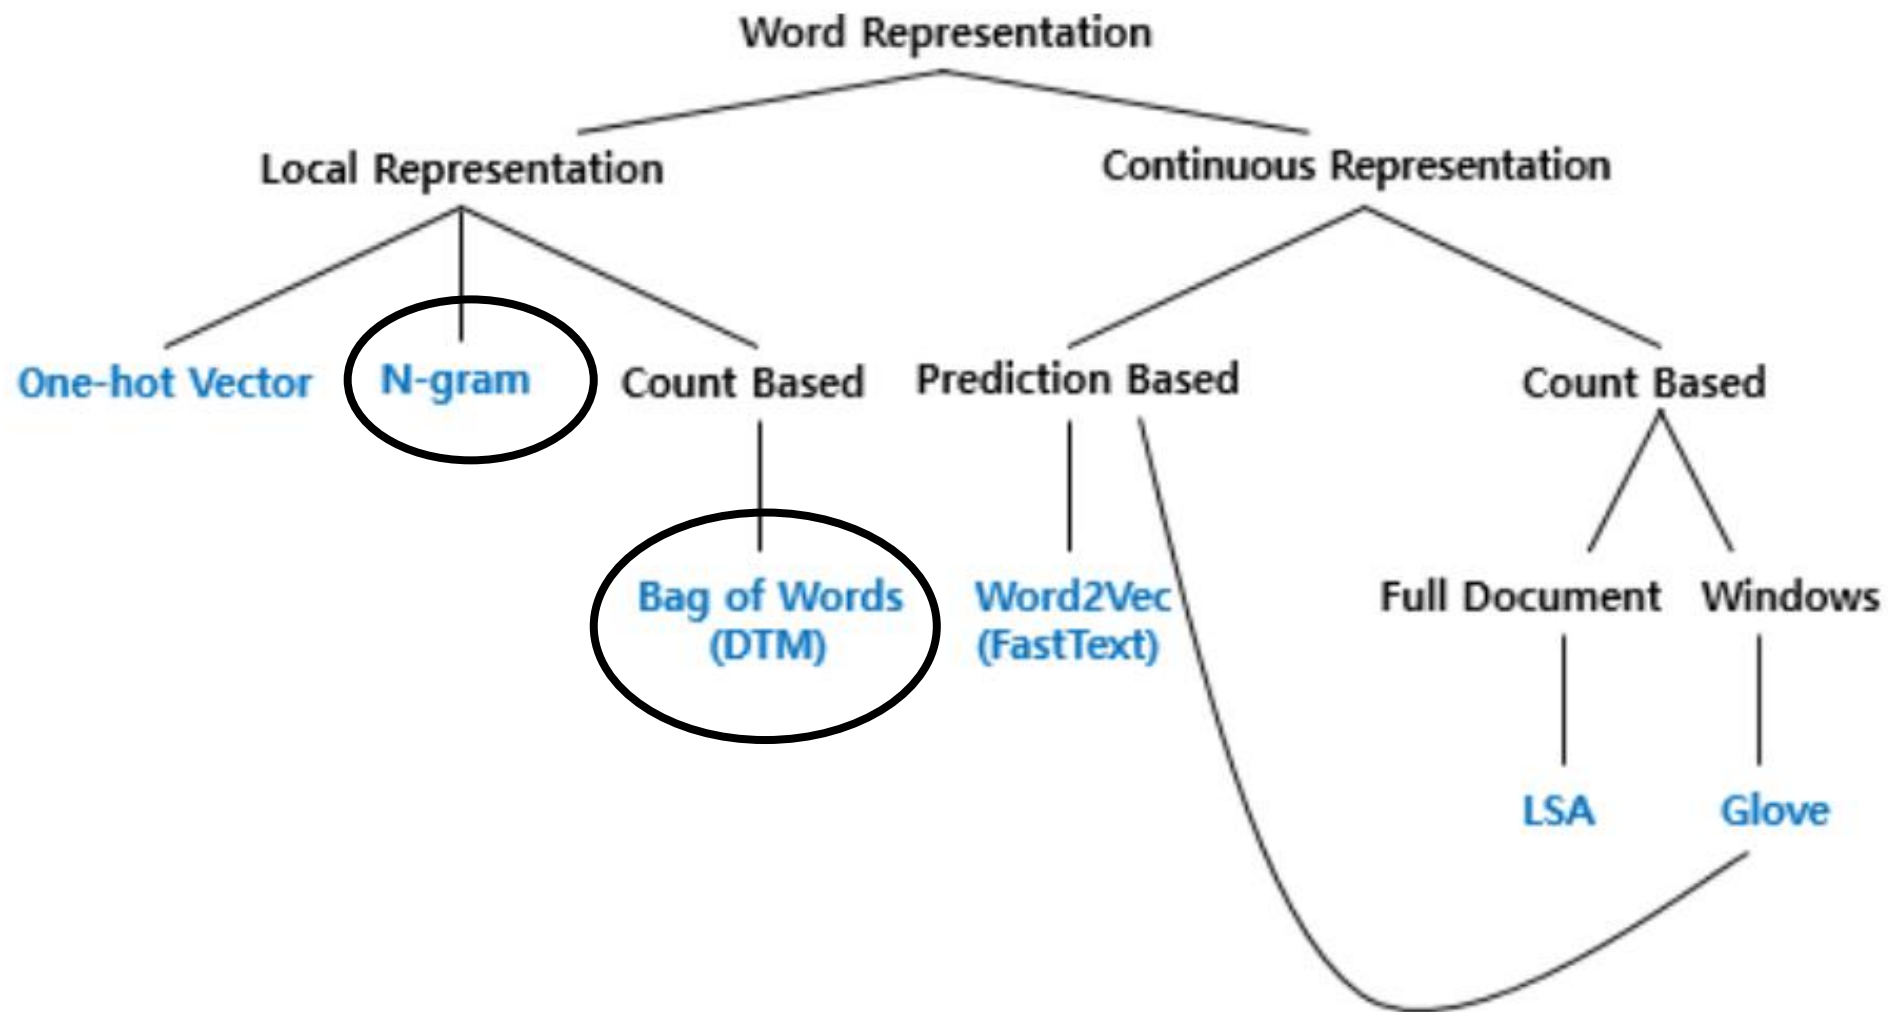 Word Representation
Local Representation
Continuous Representation
One-hot Vector
N-gram
Count Based
Prediction Based
Count Based
Bag of Words
(DTM)
Word2Vec
(FastText)
Full Document
Windows
LSA
Glove